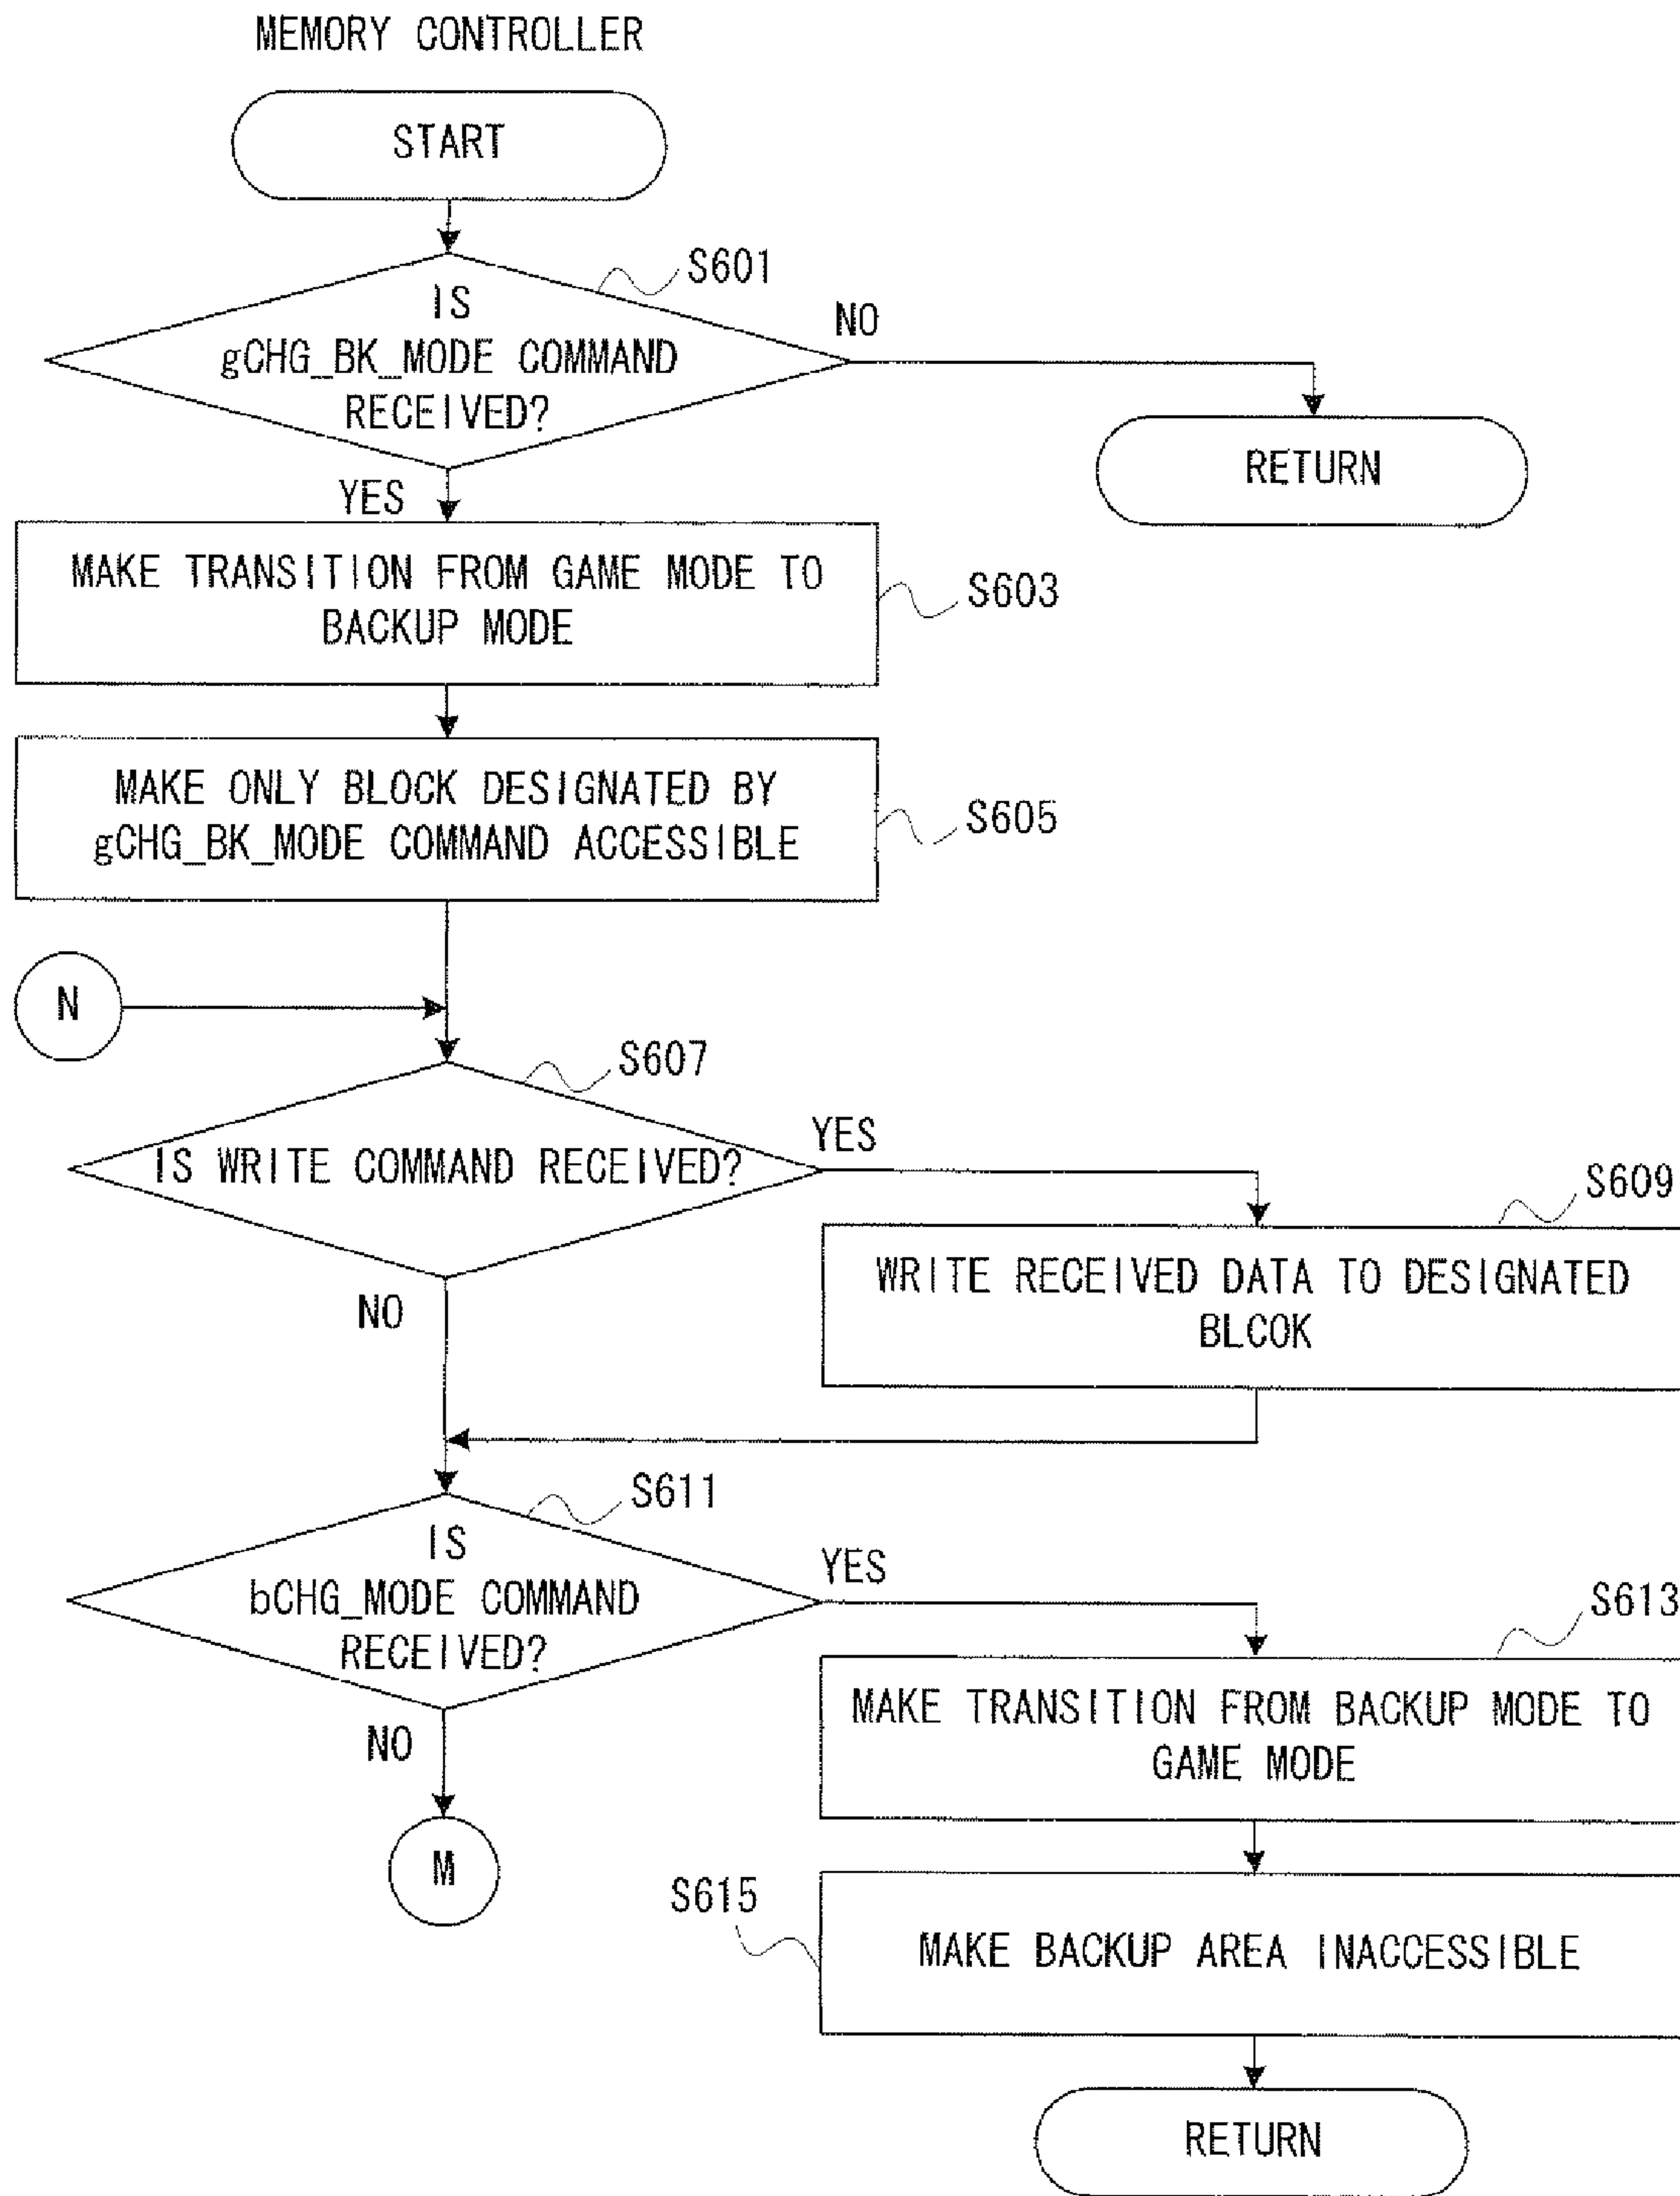 MEMORY CONTROLLER
START
S601
IS
gCHG_BK_MODE COMMAND
RECEIVED?
NO
RETURN
YES
MAKE TRANSITION FROM GAME MODE TO
BACKUP MODE
S603
MAKE ONLY BLOCK DESIGNATED BY
gCHG_BK_MODE COMMAND ACCESSIBLE
S605
N
S607
IS WRITE COMMAND RECEIVED?
YES
S609
WRITE RECEIVED DATA TO DESIGNATED
BLCOK
NO
S611
IS
bCHG_MODE COMMAND
RECEIVED?
YES
S613
MAKE TRANSITION FROM BACKUP MODE TO
GAME MODE
NO
M
S615
MAKE BACKUP AREA INACCESSIBLE
RETURN